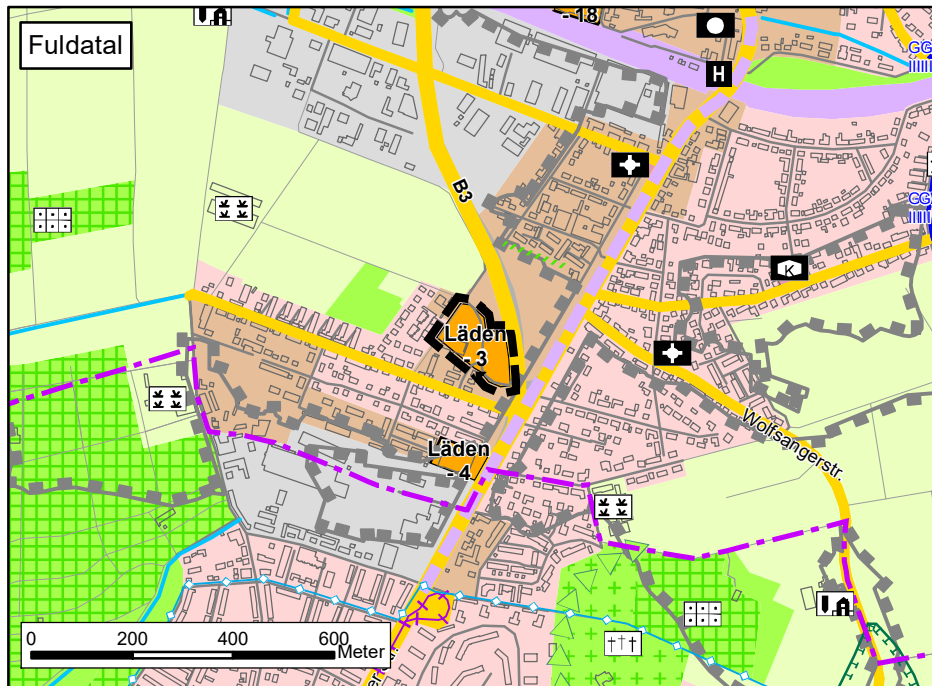 Fuldatal
- 18
H
GG
B3
K
GG
Läden
- 3
Läden
- 4
Wolfsangerstr.
†††
0 200 400 600
Meter